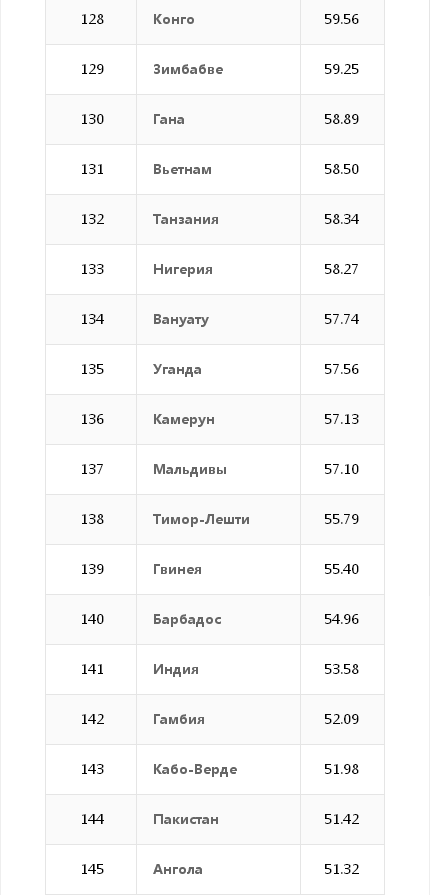 128 Конго 59.56
129 Зимбабве 59.25
130 Гана 58.89
131 Вьетнам 58.50
132 Танзания 58.34
133 Нигерия 58.27
134 Вануату 57.74
135 Уганда 57.56
136 Камерун 57.13
137 Мальдивы 57.10
138 Тимор-Лешти 55.79
139 Гвинея 55.40
140 Барбадос 54.96
141 Индия 53.58
142 Гамбия 52.09
143 Кабо-Верде 51.98
144 Пакистан 51.42
145 Ангола 51.32